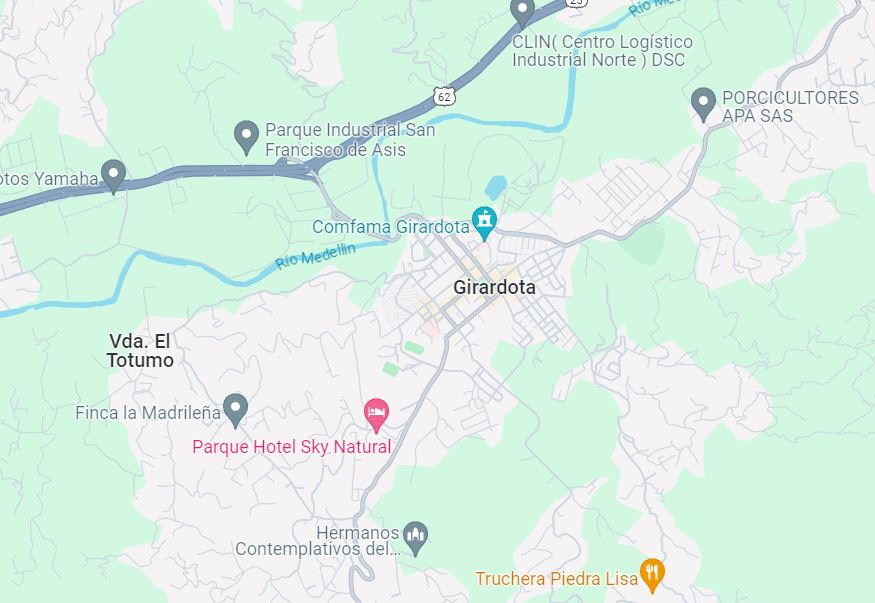 25
Río Me
CLIN( Centro Logístico
Industrial Norte ) DSC
62
PORCICULTORES
APA SAS
Parque Industrial San
Francisco de Asis
otos Yamaha
Comfama Girardota
Río Medellin
Girardota
Vda. El
Totumo
Finca la Madrileña
Parque Hotel Sky Natural
Hermanos
Contemplativos del...
Truchera Piedra Lisa